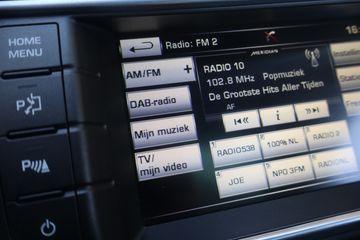 HOME
MENU
Radio: FM 2
16:
AM/FM +
MERIDIAN
RADIO 10
102.8 MHz Popmuziek
De Grootste Hits Aller Tijden
AF
DAB-radio
i
Mijn muziek
TV/
mijn video
RADIO538
100%NL
RADIO 2
JOE
NPO 3FM
RADIONL
P
P